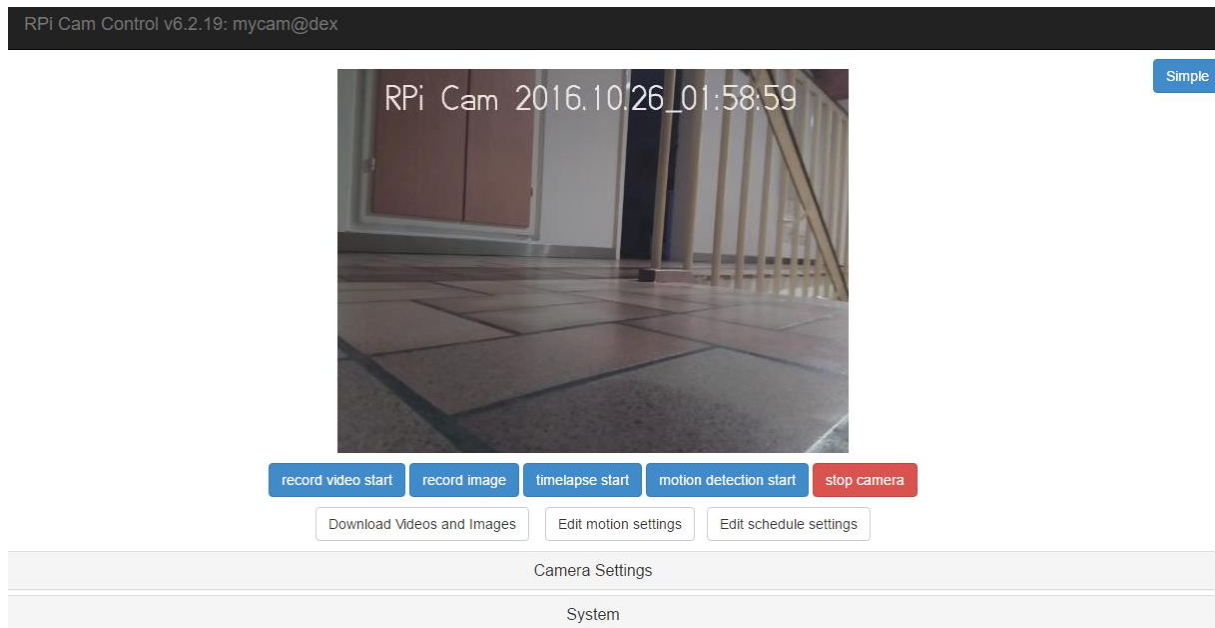 RPi Cam Control v6.2.19: mycam@dex
Simple
RPi Cam 2016.10.26_01:58:59
record video start record image timelapse start motion detection start stop camera
Download Videos and Images Edit motion settings Edit schedule settings
Camera Settings
System